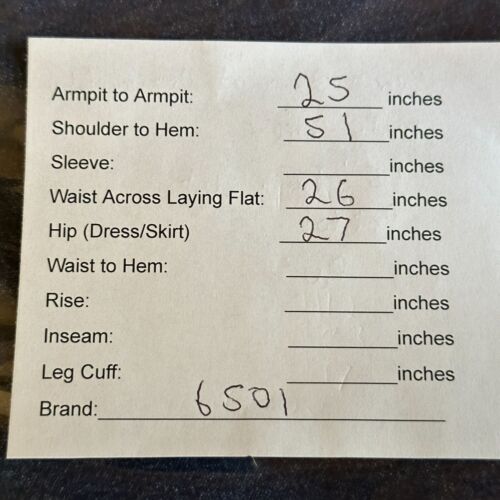 Armpit to Armpit: 25 inches
Shoulder to Hem: 51 inches
Sleeve: inches
Waist Across Laying Flat: 26 inches
Hip (Dress/Skirt) 27 inches
Waist to Hem: inches
Rise: inches
Inseam: inches
Leg Cuff: inches
Brand: 6501